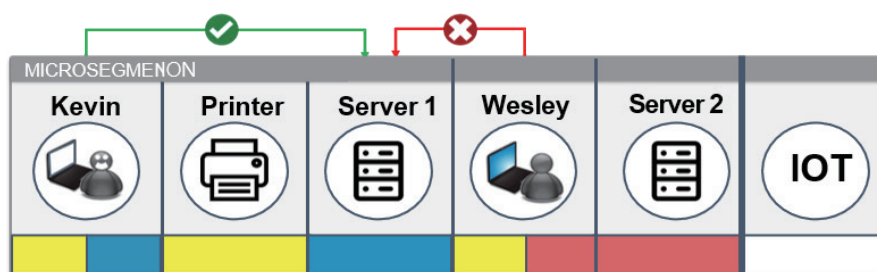 MICROSEGMENON
Kevin
Printer
Server 1
Wesley
Server 2
IOT